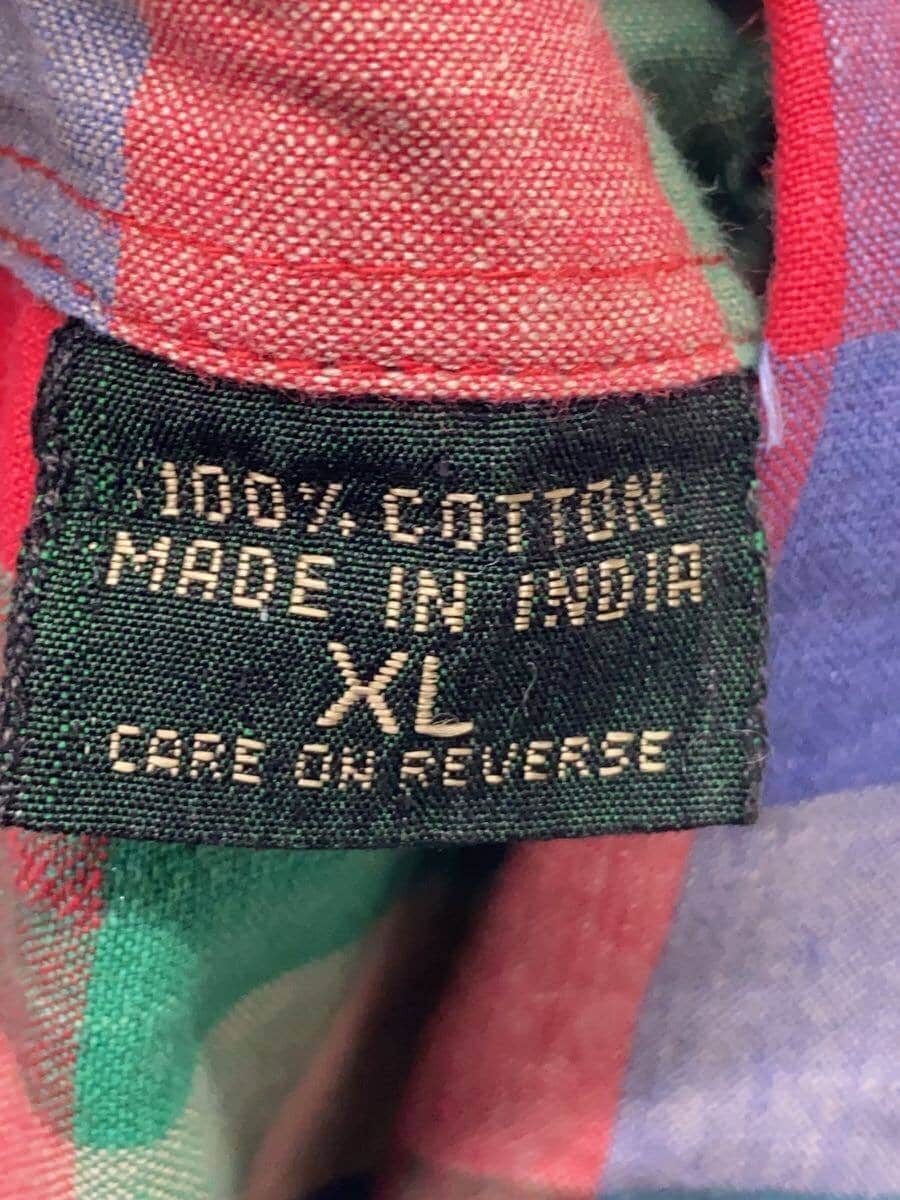 100% COTTON
MADE IN INDIA
XL
CARE ON REVERSE